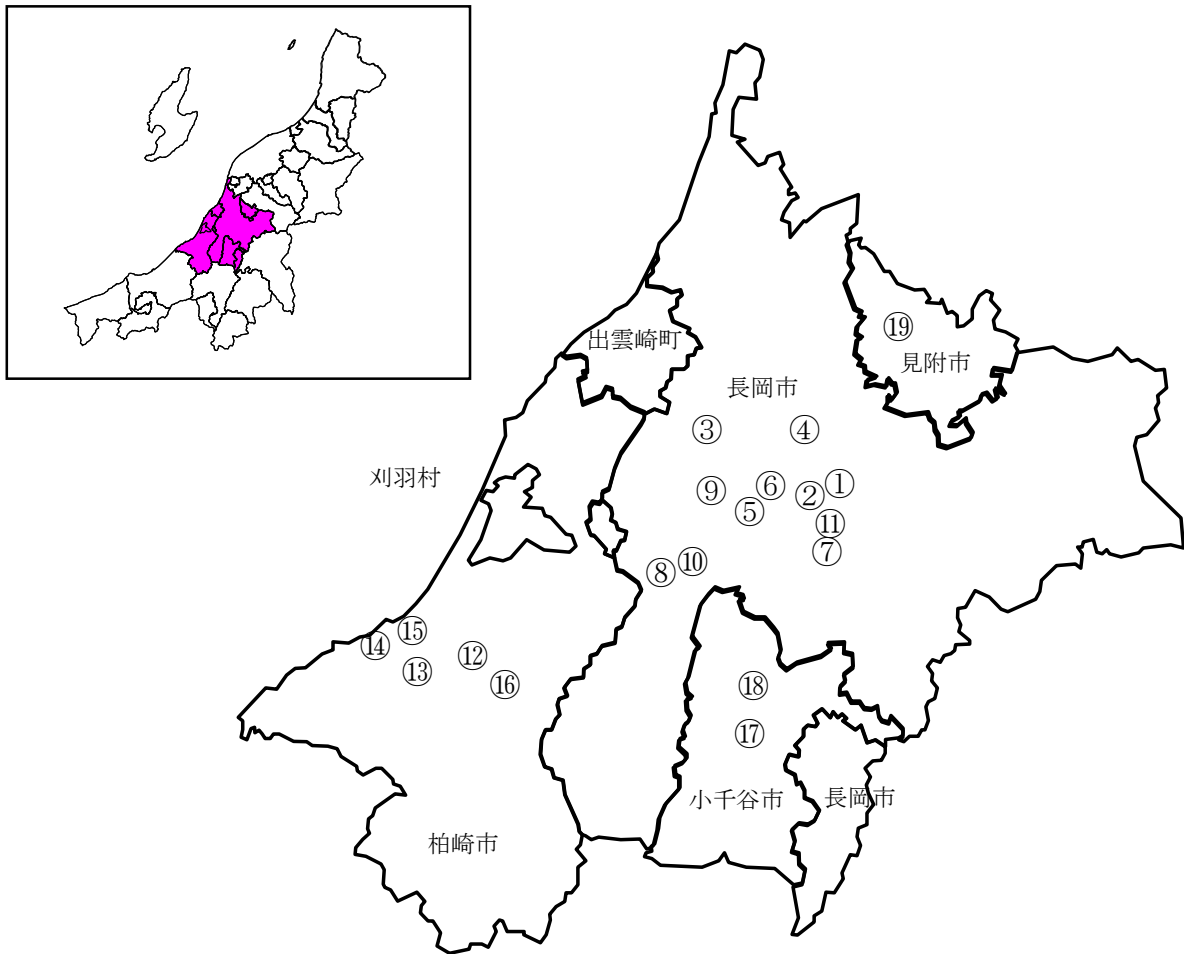 出雲崎町
⑲
見附市
長岡市
③
④
刈羽村
⑨
⑥
②
①
⑤
⑪
⑦
⑧
⑩
⑭
⑮
⑬
⑫
⑯
⑱
⑰
小千谷市
長岡市
柏崎市